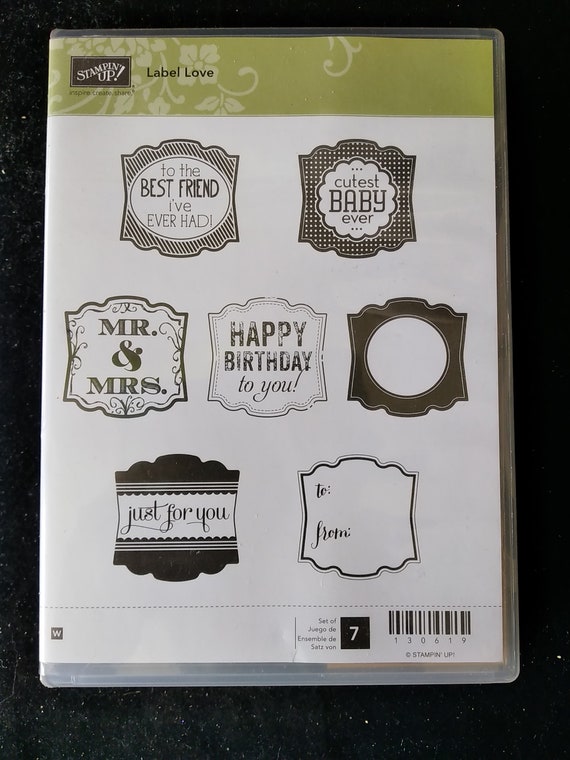 STAMPIN' UP!
inspire. create. share.
Label Love
to the
BEST FRIEND
i've
EVER HAD!
cutest
BABY
ever
MR.
&
MRS.
HAPPY
BIRTHDAY
to you!
just for you
to:
from:
W
Set of
Juego de
Ensemble de
Satz von
7
130619
© STAMPIN' UP!